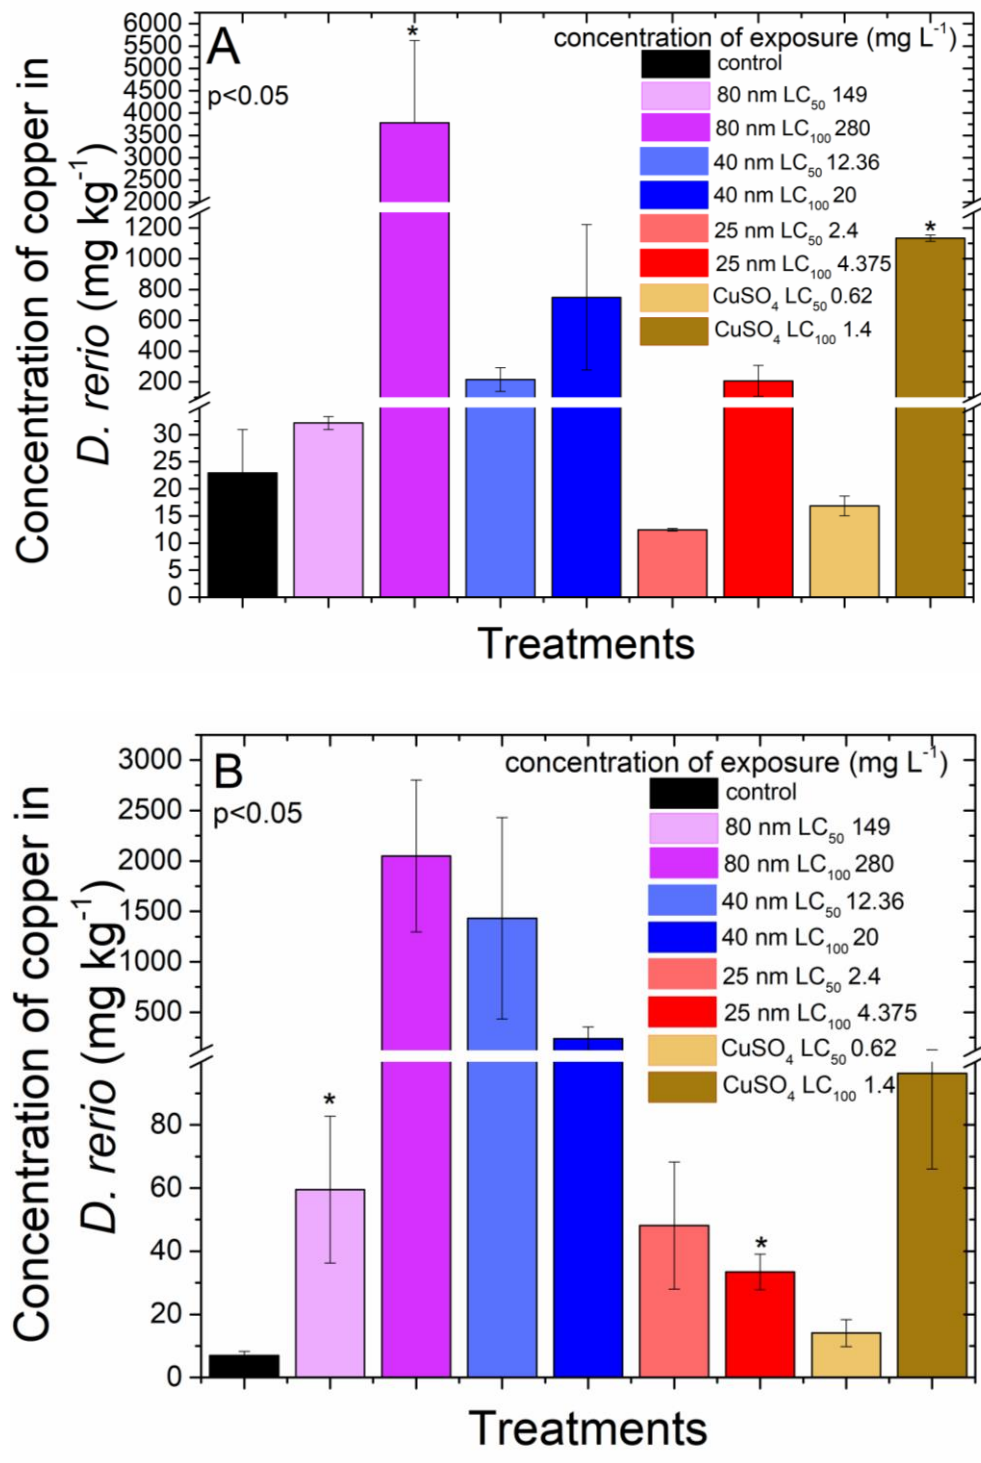 A
p<0.05
concentration of exposure (mg L⁻¹)
control
80 nm LC₅₀ 149
80 nm LC₁₀₀ 280
40 nm LC₅₀ 12.36
40 nm LC₁₀₀ 20
25 nm LC₅₀ 2.4
25 nm LC₁₀₀ 4.375
CuSO₄ LC₅₀ 0.62
CuSO₄ LC₁₀₀ 1.4
Concentration of copper in
D. rerio (mg kg⁻¹)
6000
5500
5000
4500
4000
3500
3000
2500
2000
1200
1000
800
600
400
200
30
25
20
15
10
5
0
*
*
Treatments
B
p<0.05
concentration of exposure (mg L⁻¹)
control
80 nm LC₅₀ 149
80 nm LC₁₀₀ 280
40 nm LC₅₀ 12.36
40 nm LC₁₀₀ 20
25 nm LC₅₀ 2.4
25 nm LC₁₀₀ 4.375
CuSO₄ LC₅₀ 0.62
CuSO₄ LC₁₀₀ 1.4
Concentration of copper in
D. rerio (mg kg⁻¹)
3000
2500
2000
1500
1000
500
80
60
40
20
0
*
*
Treatments